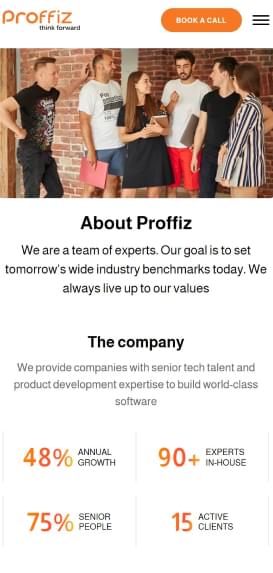 proffiz
think forward
BOOK A CALL
About Proffiz
We are a team of experts. Our goal is to set
tomorrow's wide industry benchmarks today. We
always live up to our values
The company
We provide companies with senior tech talent and
product development expertise to build world-class
software
48% ANNUAL GROWTH
90+ EXPERTS IN-HOUSE
75% SENIOR PEOPLE
15 ACTIVE CLIENTS